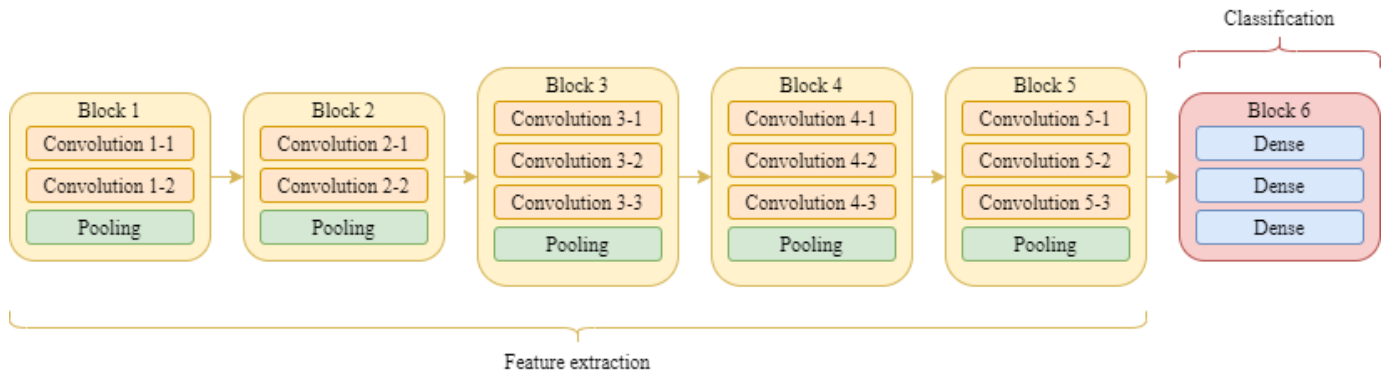 Classification
Block 1
Convolution 1-1
Convolution 1-2
Pooling
Block 2
Convolution 2-1
Convolution 2-2
Pooling
Block 3
Convolution 3-1
Convolution 3-2
Convolution 3-3
Pooling
Block 4
Convolution 4-1
Convolution 4-2
Convolution 4-3
Pooling
Block 5
Convolution 5-1
Convolution 5-2
Convolution 5-3
Pooling
Block 6
Dense
Dense
Dense
Feature extraction